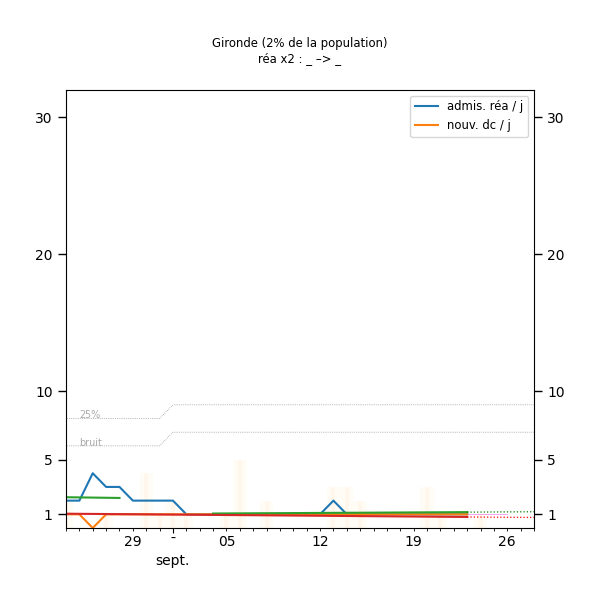 Gironde (2% de la population)
réa x2 : _ –> _
admis. réa / j
nouv. dc / j
30 30
20 20
10 10
25%
bruit
5 5
1 1
29 - 05 12 19 26
sept.